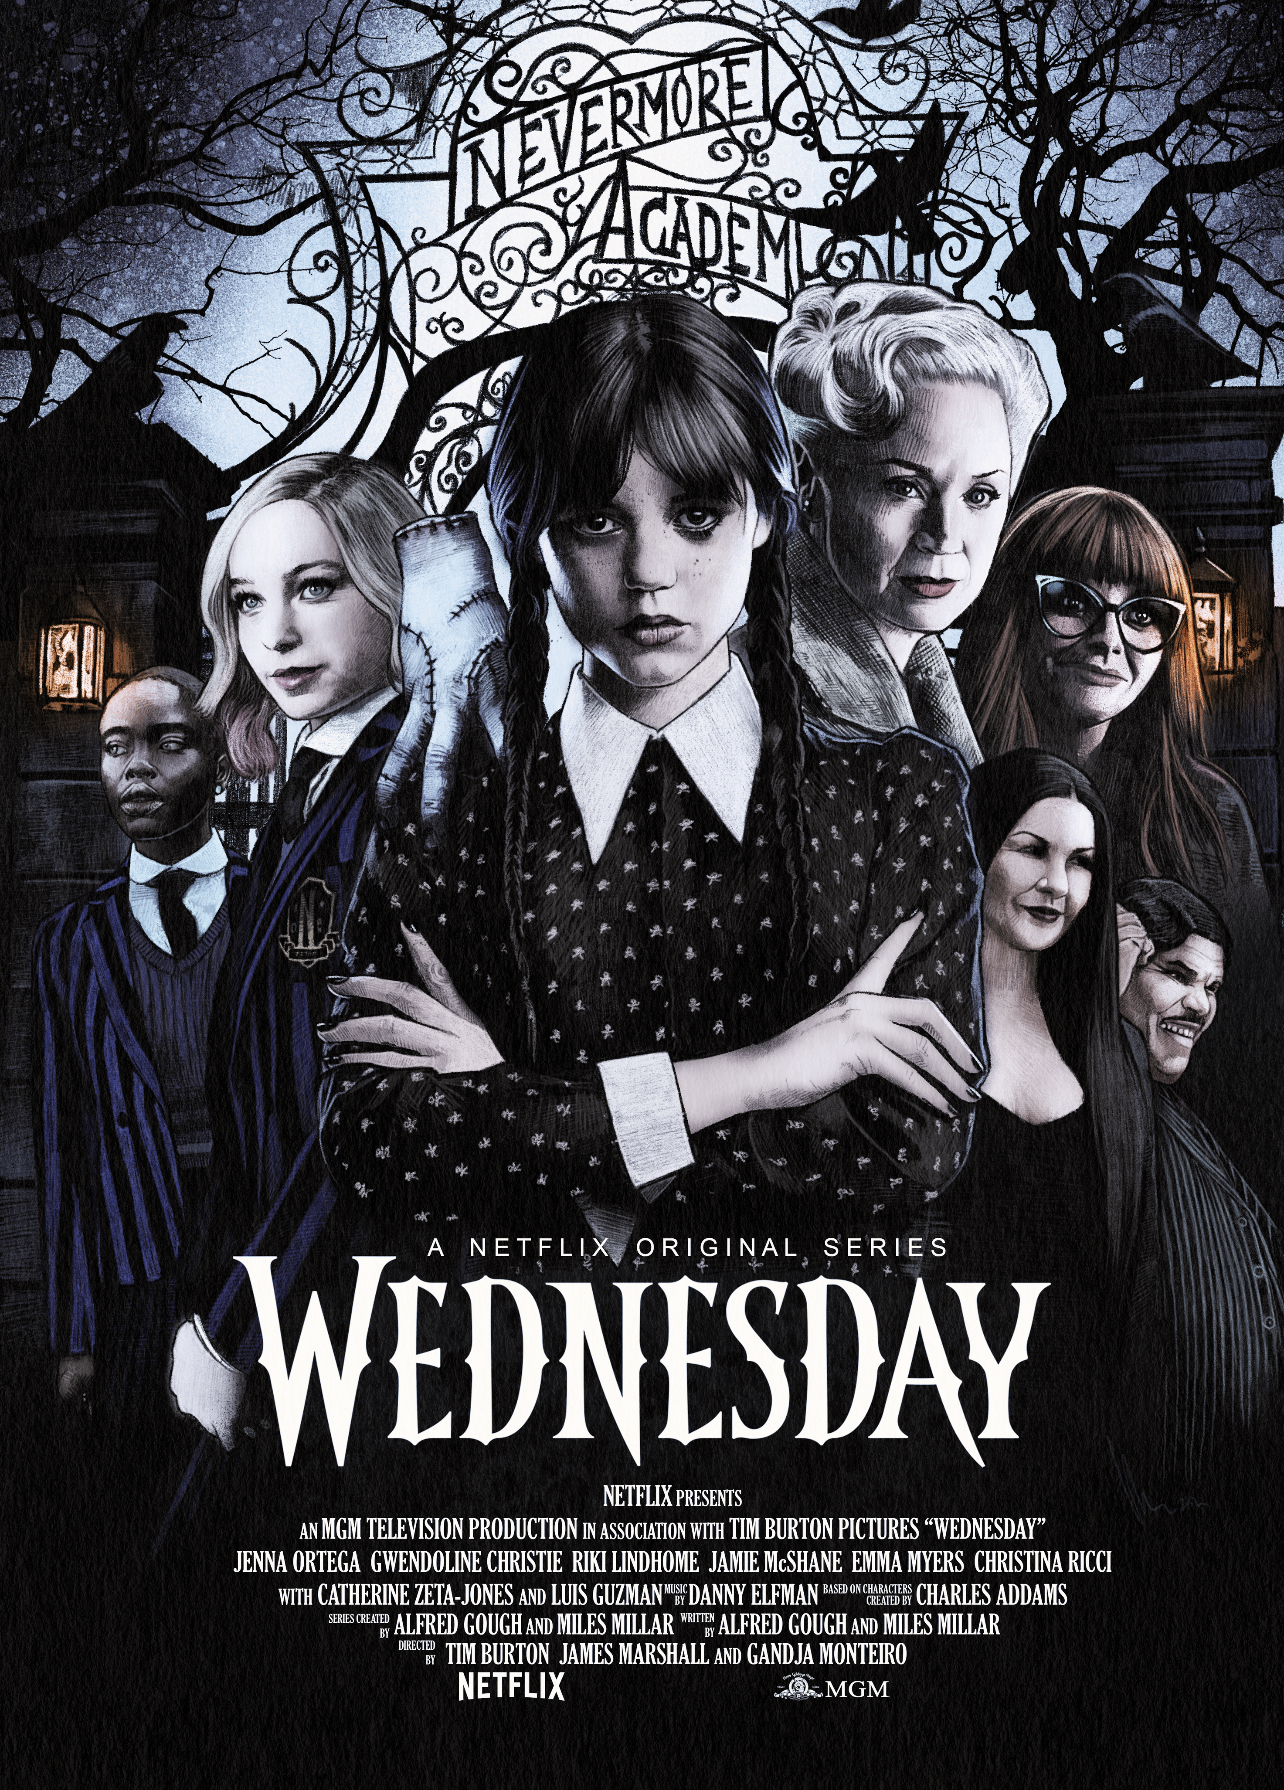 NEVERMORE
ACADEM
N
A NETFLIX ORIGINAL SERIES
WEDNESDAY
NETFLIX PRESENTS
AN MGM TELEVISION PRODUCTION IN ASSOCIATION WITH TIM BURTON PICTURES “WEDNESDAY”
JENNA ORTEGA GWENDOLINE CHRISTIE RIKI LINDHOME JAMIE McSHANE EMMA MYERS CHRISTINA RICCI
WITH CATHERINE ZETA-JONES AND LUIS GUZMAN MUSIC BY DANNY ELFMAN BASED ON CHARACTERS CREATED BY CHARLES ADDAMS
SERIES CREATED BY ALFRED GOUGH AND MILES MILLAR WRITTEN BY ALFRED GOUGH AND MILES MILLAR
DIRECTED BY TIM BURTON JAMES MARSHALL AND GANDJA MONTEIRO
NETFLIX MGM